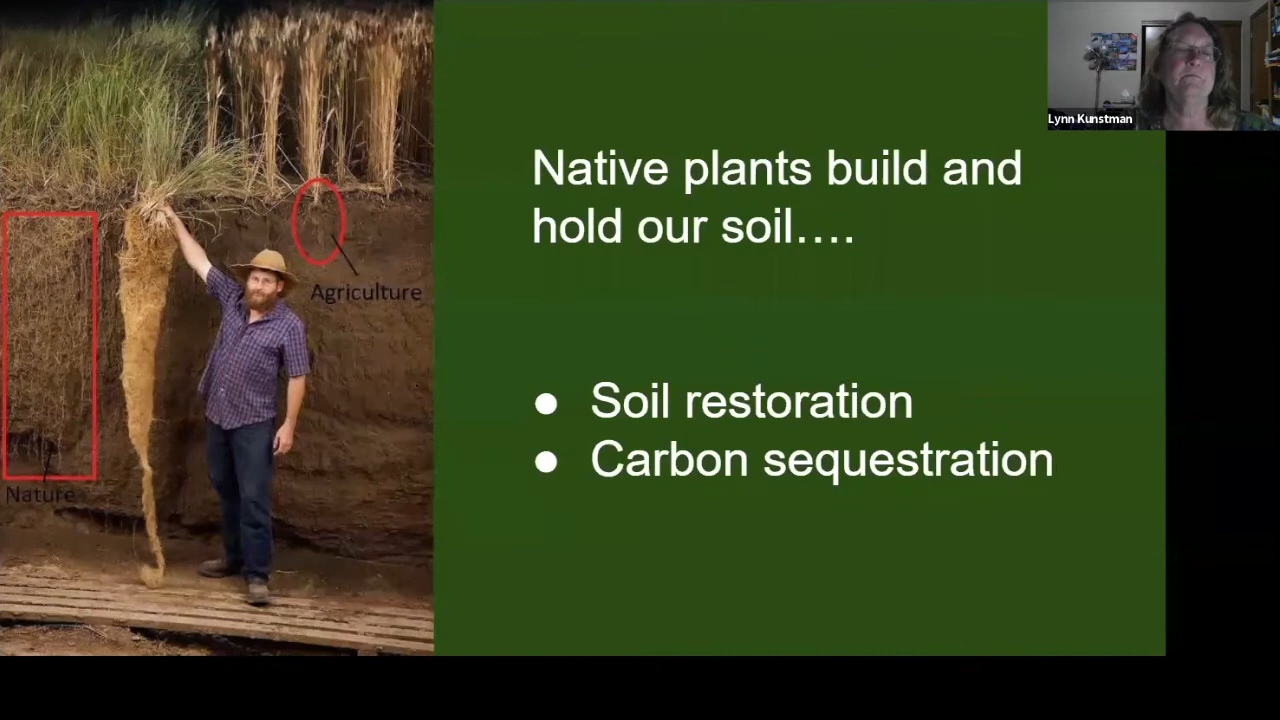 Lynn Kunstman
Native plants build and
hold our soil....
Agriculture
● Soil restoration
● Carbon sequestration
Nature